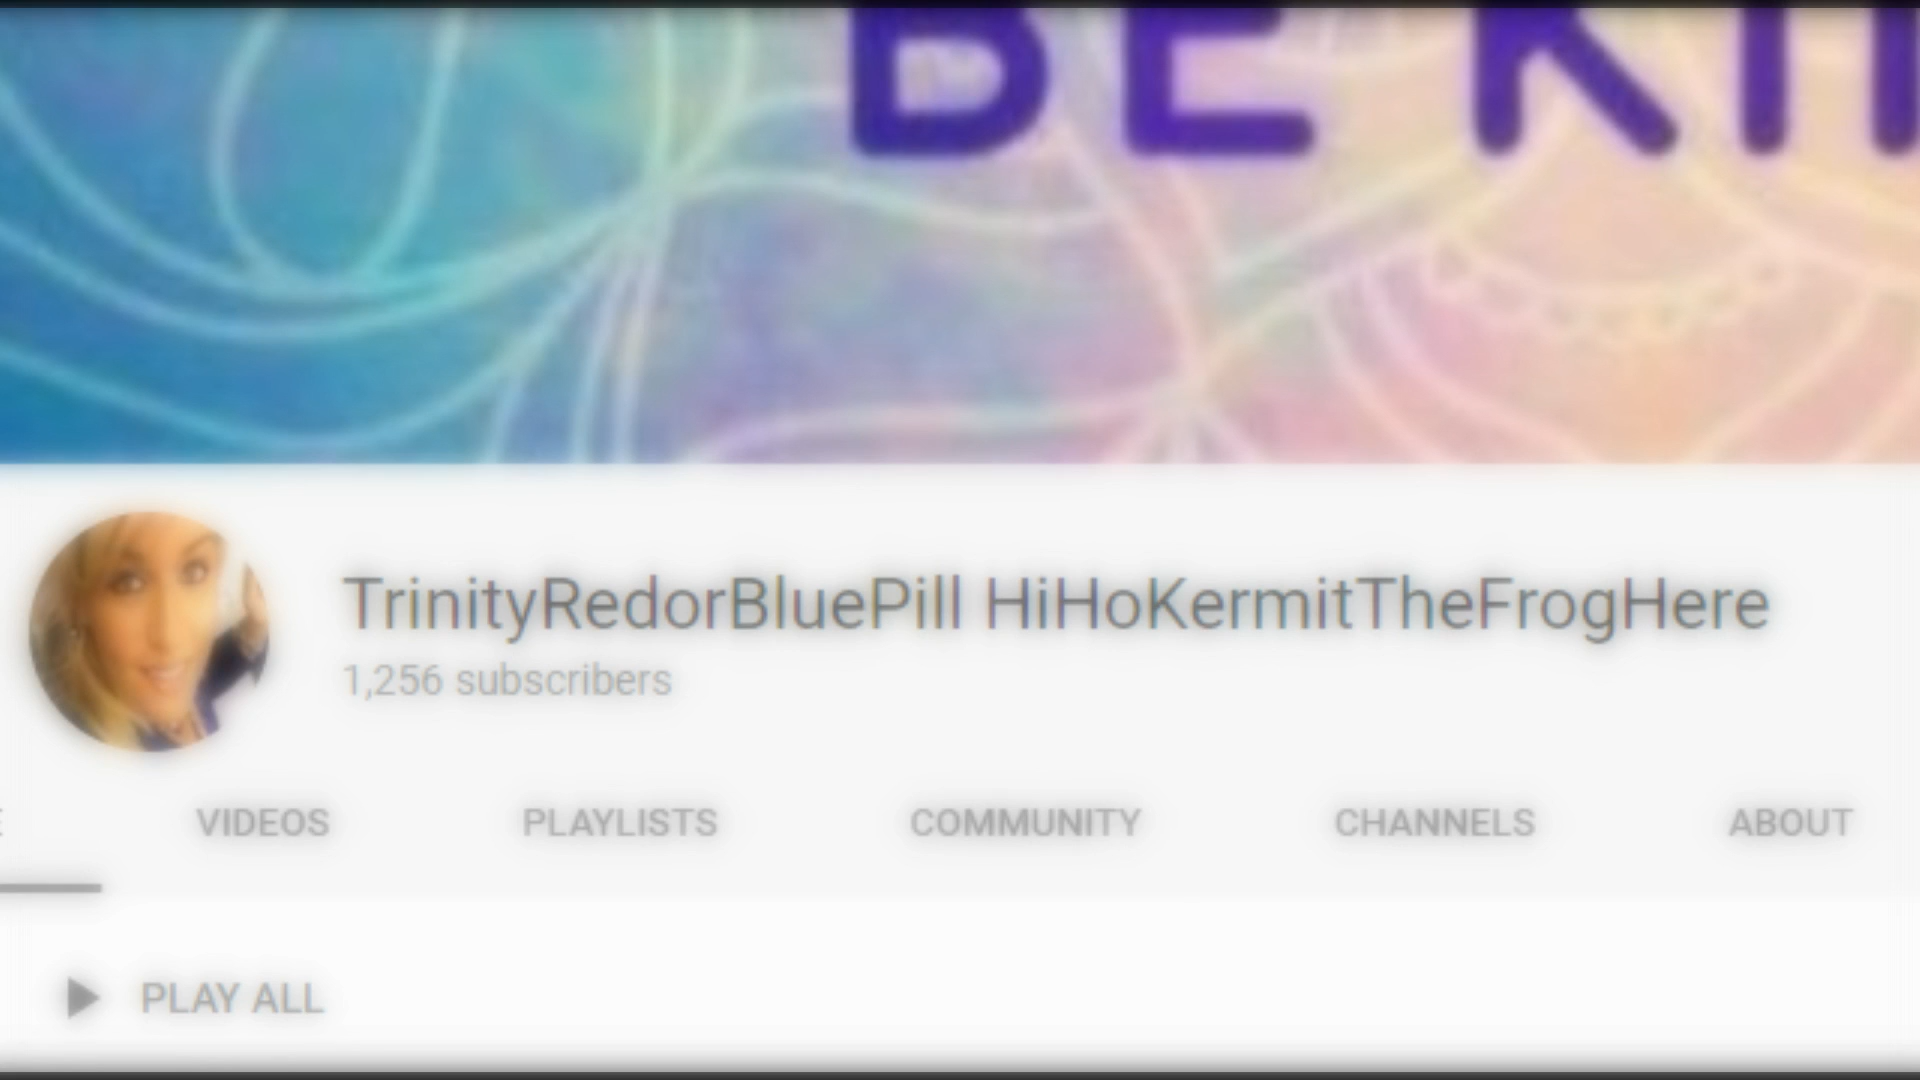 BE KI
TrinityRedorBluePill HiHoKermitTheFrogHere
1,256 subscribers
VIDEOS PLAYLISTS COMMUNITY CHANNELS ABOUT
PLAY ALL